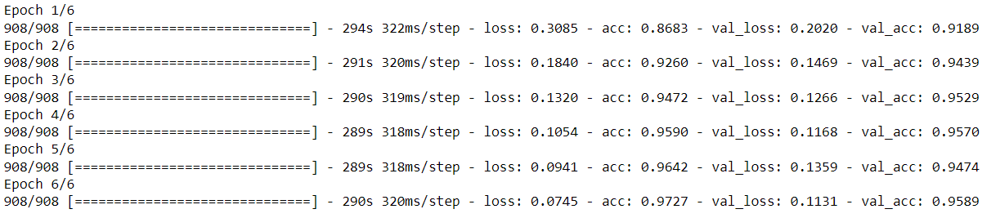 Epoch 1/6
908/908 [==============================] - 294s 322ms/step - loss: 0.3085 - acc: 0.8683 - val_loss: 0.2020 - val_acc: 0.9189
Epoch 2/6
908/908 [==============================] - 291s 320ms/step - loss: 0.1840 - acc: 0.9260 - val_loss: 0.1469 - val_acc: 0.9439
Epoch 3/6
908/908 [==============================] - 290s 319ms/step - loss: 0.1320 - acc: 0.9472 - val_loss: 0.1266 - val_acc: 0.9529
Epoch 4/6
908/908 [==============================] - 289s 318ms/step - loss: 0.1054 - acc: 0.9590 - val_loss: 0.1168 - val_acc: 0.9570
Epoch 5/6
908/908 [==============================] - 289s 318ms/step - loss: 0.0941 - acc: 0.9642 - val_loss: 0.1359 - val_acc: 0.9474
Epoch 6/6
908/908 [==============================] - 290s 320ms/step - loss: 0.0745 - acc: 0.9727 - val_loss: 0.1131 - val_acc: 0.9589